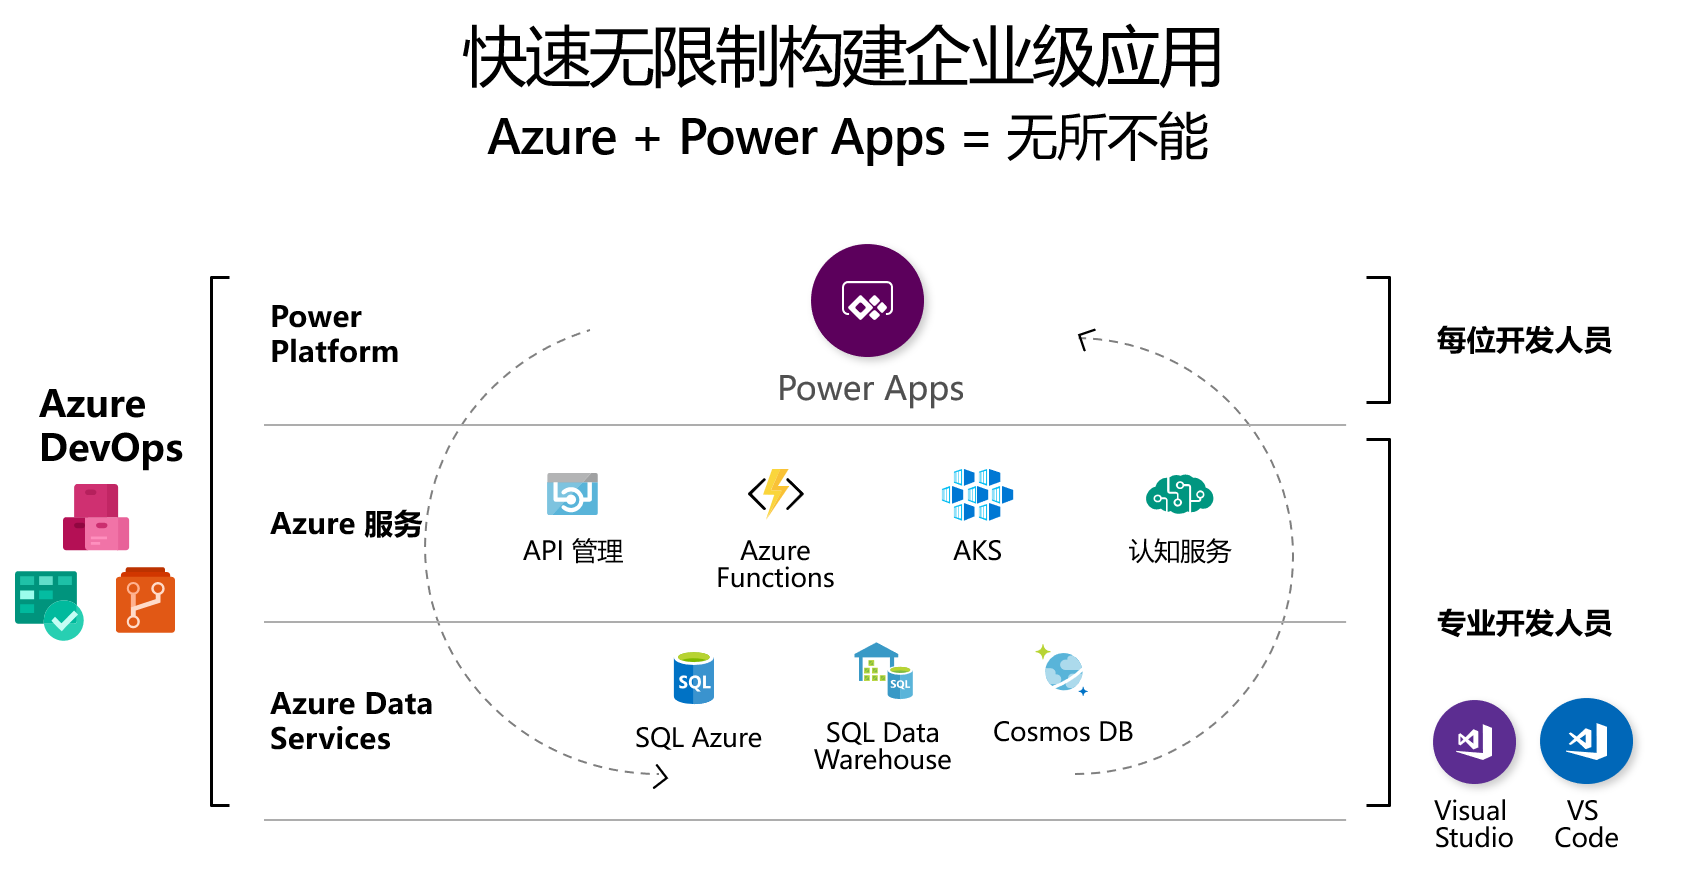 快速无限制构建企业级应用
Azure + Power Apps = 无所不能
Azure
DevOps
Power
Platform
Power Apps
每位开发人员
Azure 服务
API 管理
Azure
Functions
AKS
认知服务
专业开发人员
Azure Data
Services
SQL
SQL Azure
SQL
SQL Data
Warehouse
Cosmos DB
Visual
Studio
VS
Code